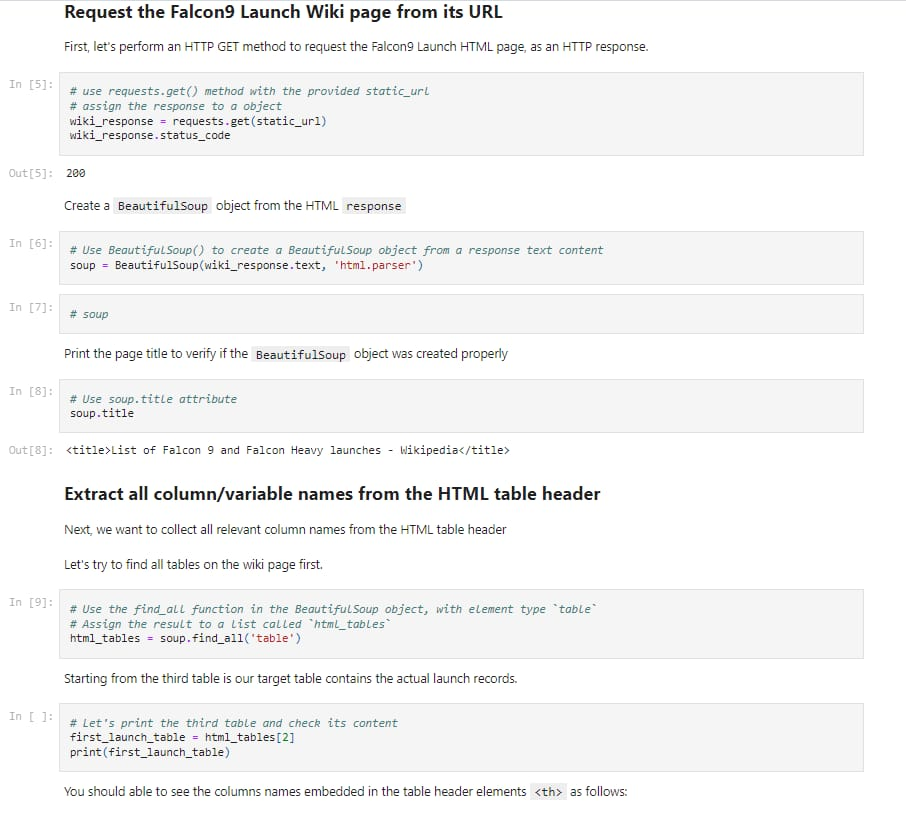 Request the Falcon9 Launch Wiki page from its URL
First, let's perform an HTTP GET method to request the Falcon9 Launch HTML page, as an HTTP response.
In [5]:
# use requests.get() method with the provided static_url
# assign the response to a object
wiki_response = requests.get(static_url)
wiki_response.status_code
Out[5]: 200
Create a BeautifulSoup object from the HTML response
In [6]:
# Use BeautifulSoup() to create a BeautifulSoup object from a response text content
soup = BeautifulSoup(wiki_response.text, 'html.parser')
In [7]:
# soup
Print the page title to verify if the BeautifulSoup object was created properly
In [8]:
# Use soup.title attribute
soup.title
Out[8]: <title>List of Falcon 9 and Falcon Heavy launches - Wikipedia</title>
Extract all column/variable names from the HTML table header
Next, we want to collect all relevant column names from the HTML table header
Let's try to find all tables on the wiki page first.
In [9]:
# Use the find_all function in the BeautifulSoup object, with element type `table`
# Assign the result to a list called `html_tables`
html_tables = soup.find_all('table')
Starting from the third table is our target table contains the actual launch records.
In [ ]:
# Let's print the third table and check its content
first_launch_table = html_tables[2]
print(first_launch_table)
You should able to see the columns names embedded in the table header elements <th> as follows: